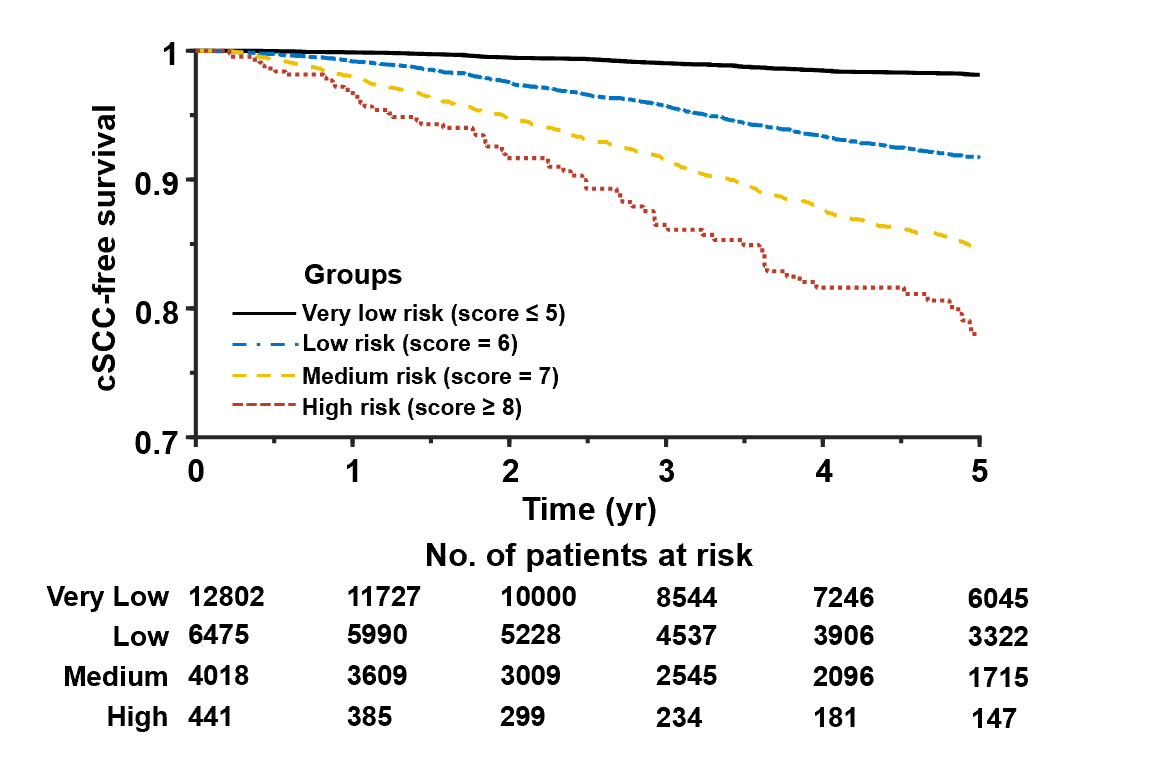 cSCC-free survival
1
0.9
0.8
0.7
Groups
Very low risk (score ≤ 5)
Low risk (score = 6)
Medium risk (score = 7)
High risk (score ≥ 8)
0 1 2 3 4 5
Time (yr)
No. of patients at risk
Very Low 12802 11727 10000 8544 7246 6045
Low 6475 5990 5228 4537 3906 3322
Medium 4018 3609 3009 2545 2096 1715
High 441 385 299 234 181 147